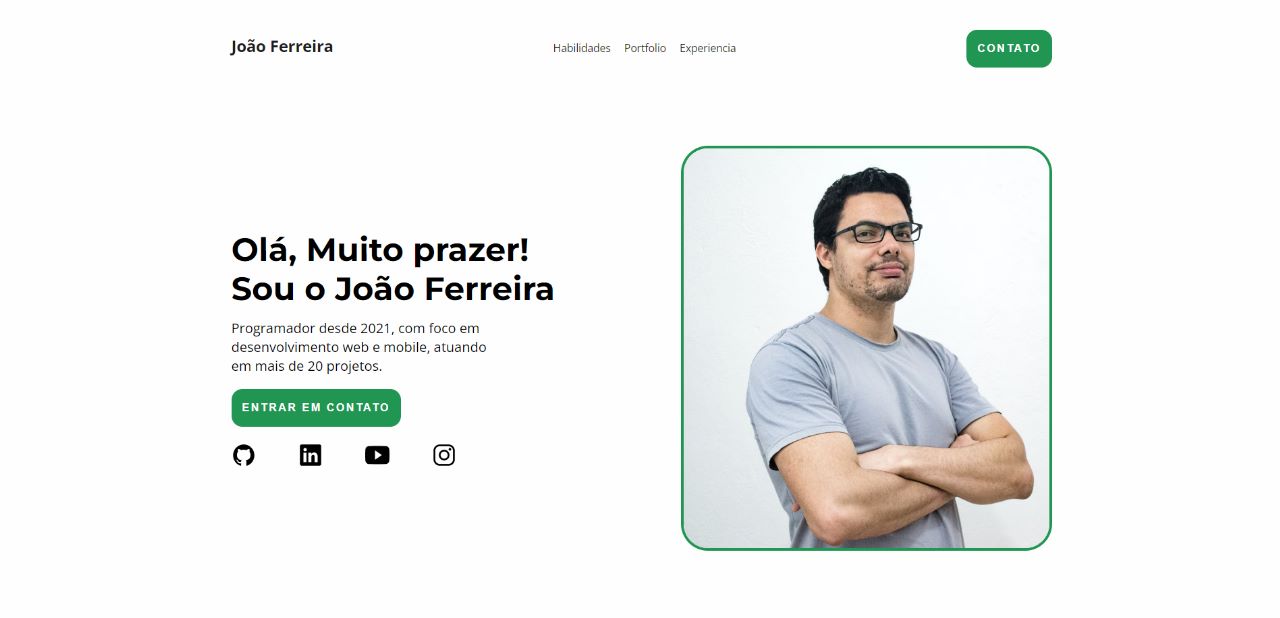 João Ferreira
Habilidades Portfolio Experiencia
CONTATO
Olá, Muito prazer!
Sou o João Ferreira
Programador desde 2021, com foco em
desenvolvimento web e mobile, atuando
em mais de 20 projetos.
ENTRAR EM CONTATO
in